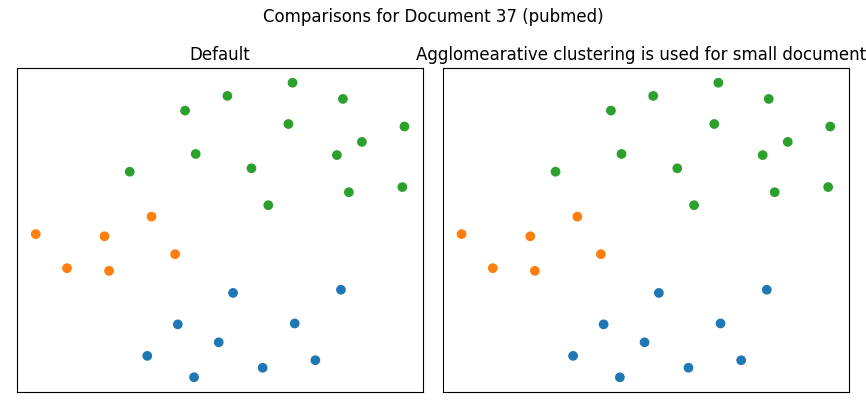 Comparisons for Document 37 (pubmed)
Default
Agglomearative clustering is used for small document